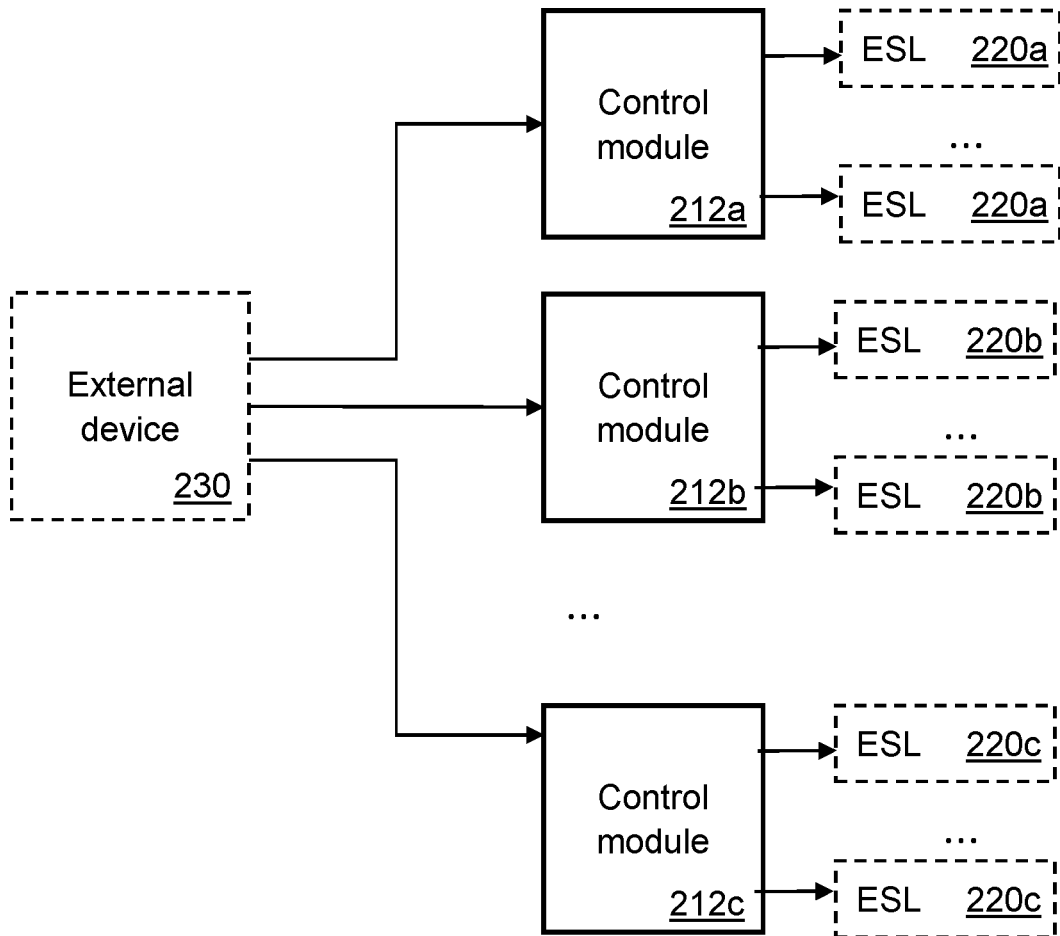 ESL 220a
Control
module
...
212a
ESL 220a
External
device
230
Control
module
212b
ESL 220b
...
ESL 220b
...
Control
module
212c
ESL 220c
...
ESL 220c